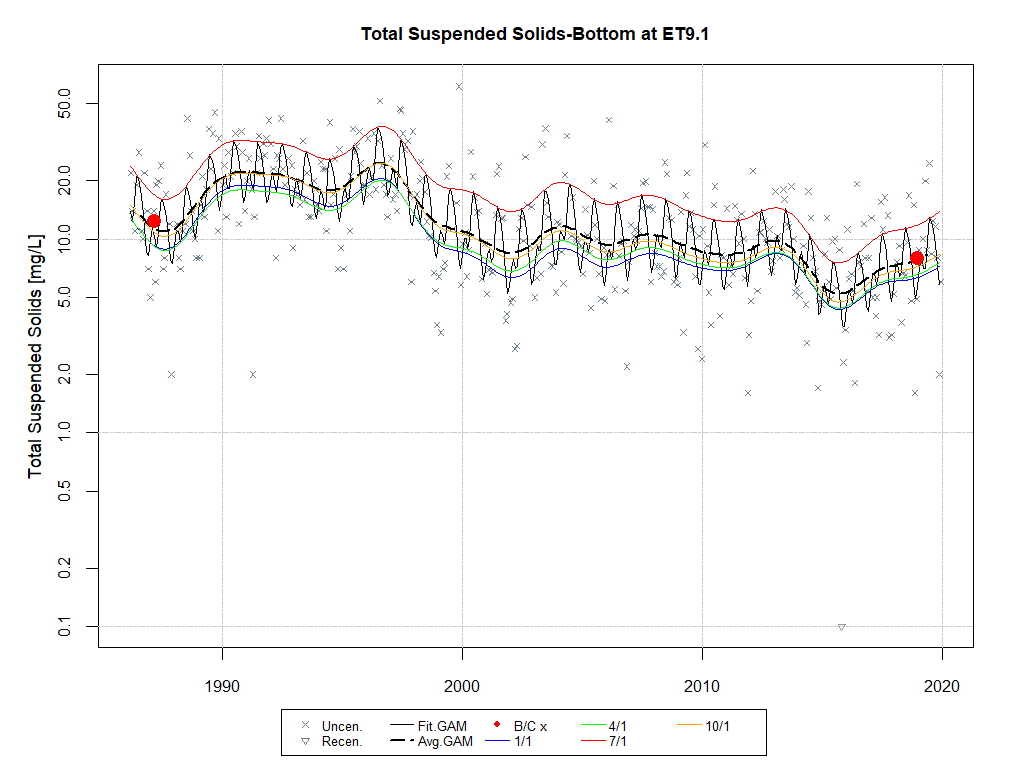 Total Suspended Solids-Bottom at ET9.1
Total Suspended Solids [mg/L]
50.0
20.0
10.0
5.0
2.0
1.0
0.5
0.2
0.1
1990 2000 2010 2020
Uncen. Fit.GAM B/C x 4/1 10/1
Recen. Avg.GAM 1/1 7/1